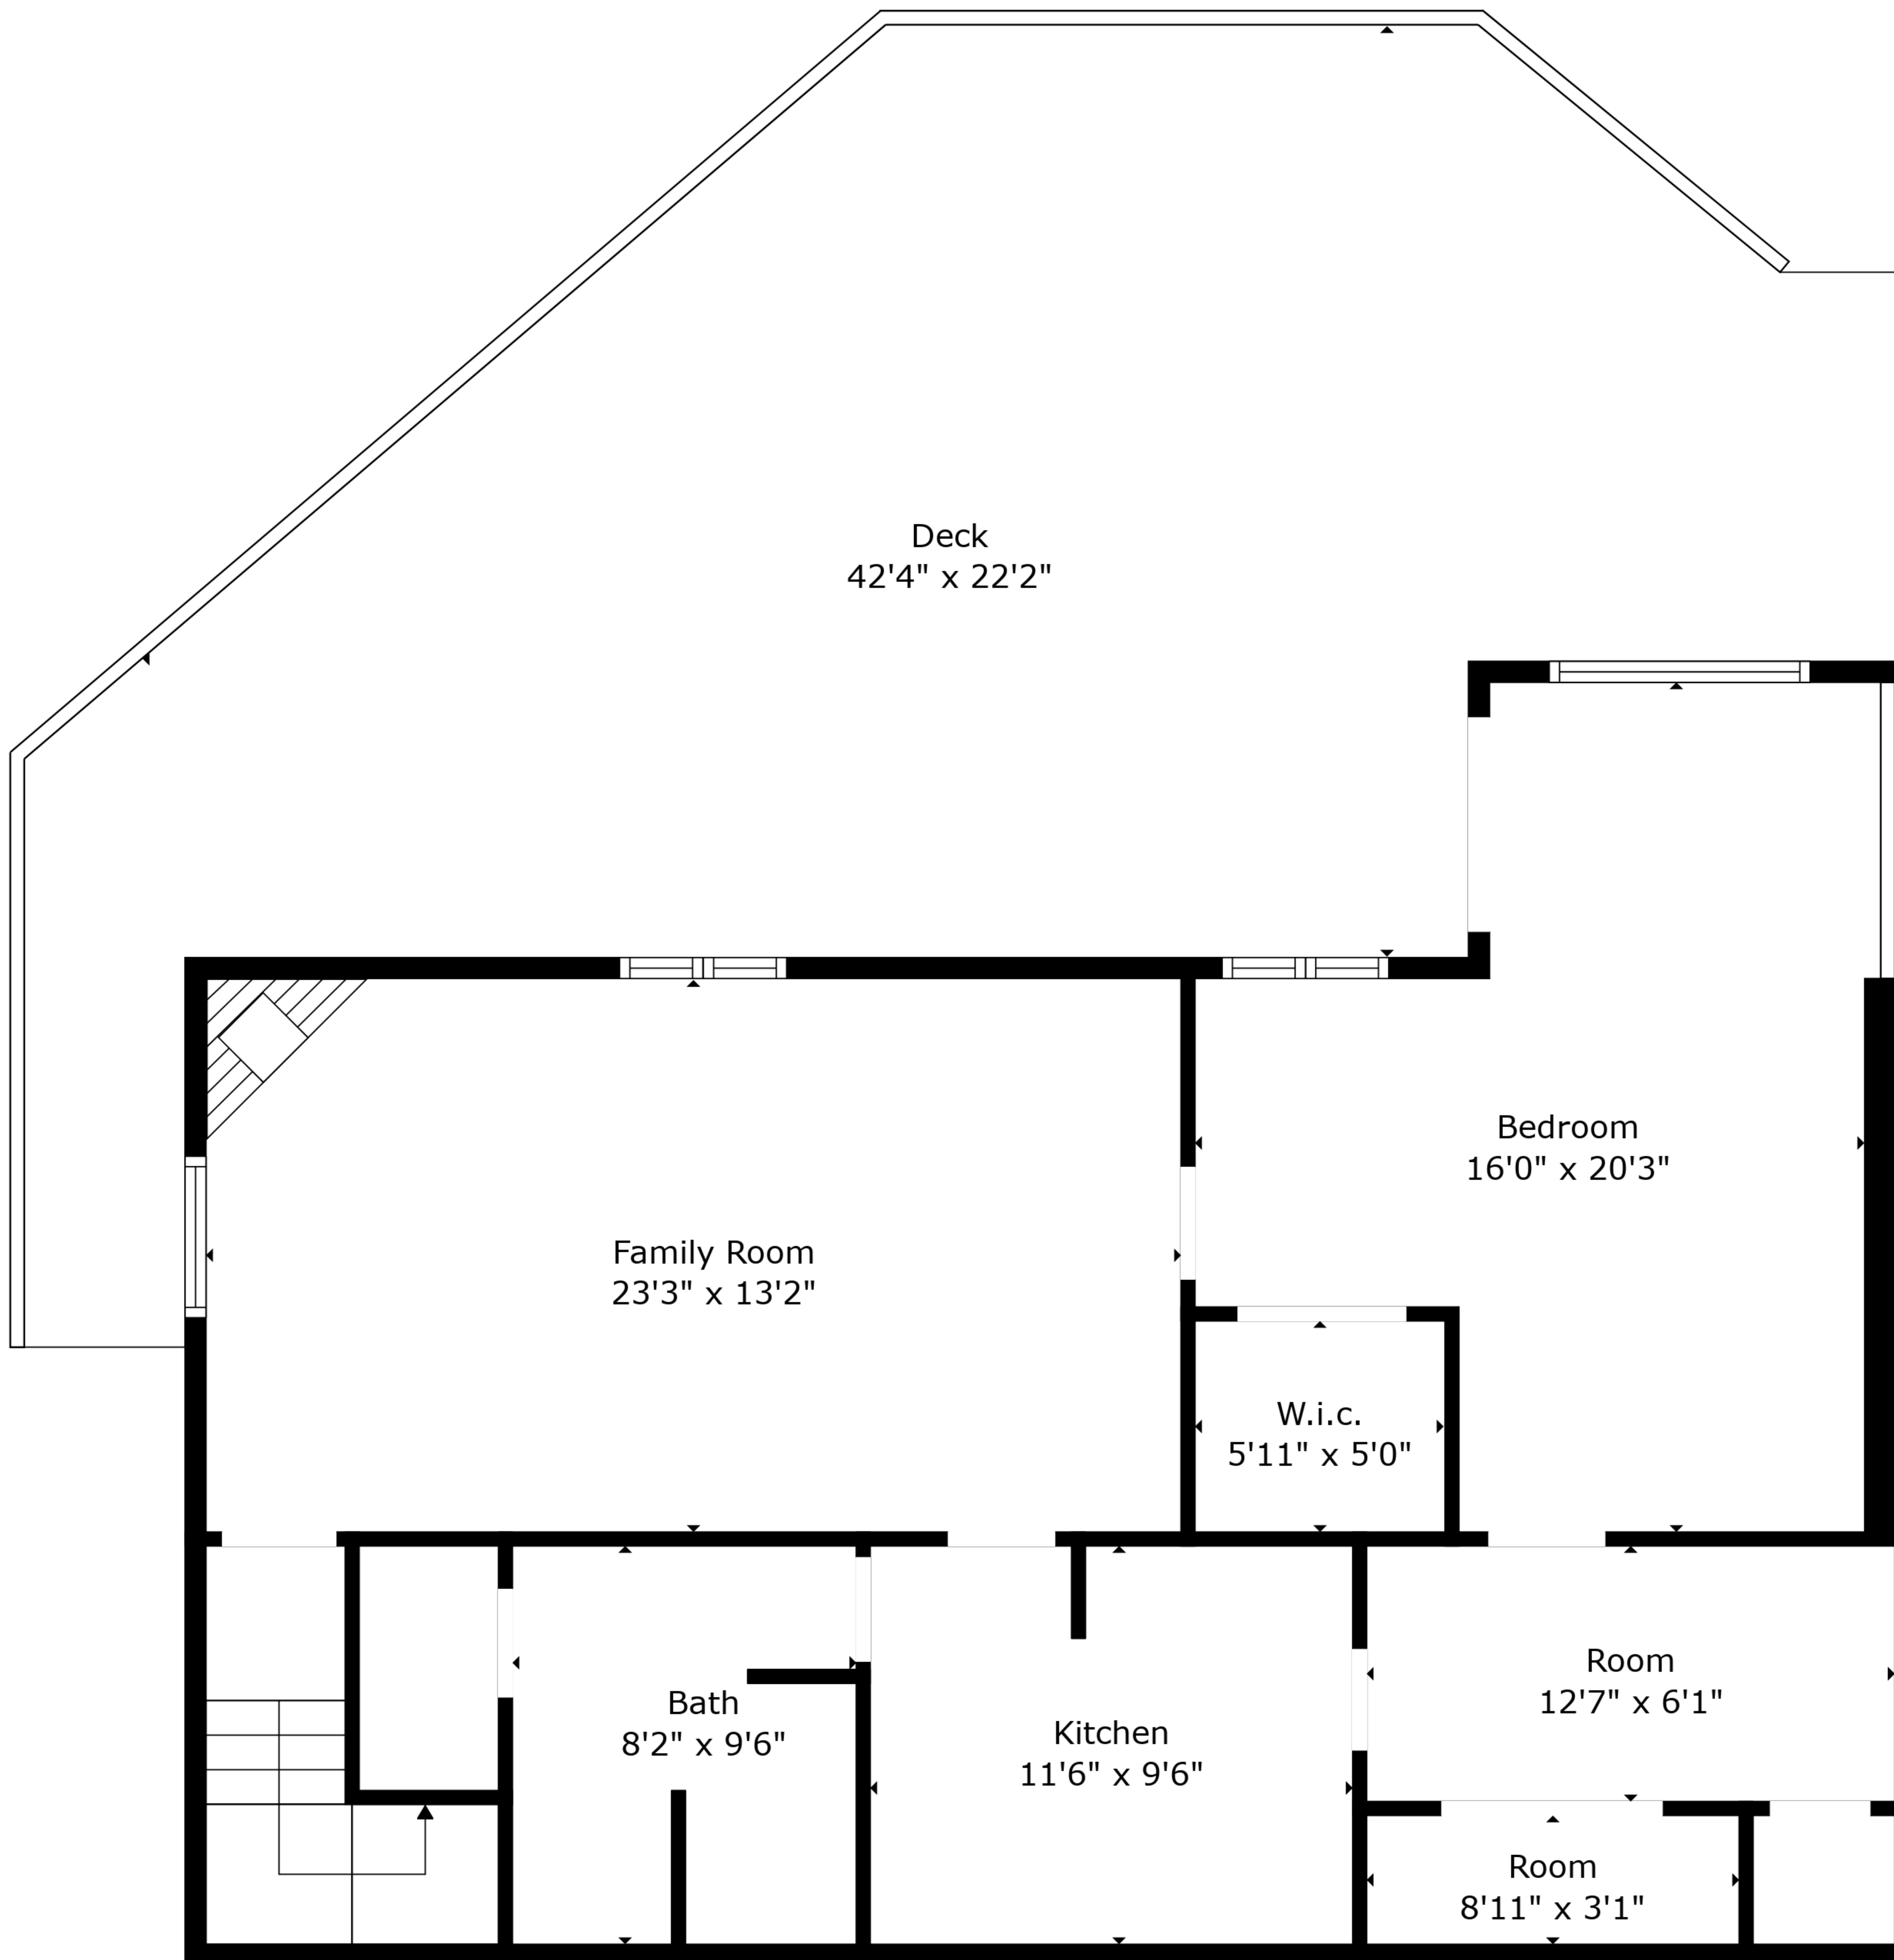 Deck
42'4" x 22'2"
Bedroom
16'0" x 20'3"
Family Room
23'3" x 13'2"
W.i.c.
5'11" x 5'0"
Room
12'7" x 6'1"
Bath
8'2" x 9'6"
Kitchen
11'6" x 9'6"
Room
8'11" x 3'1"